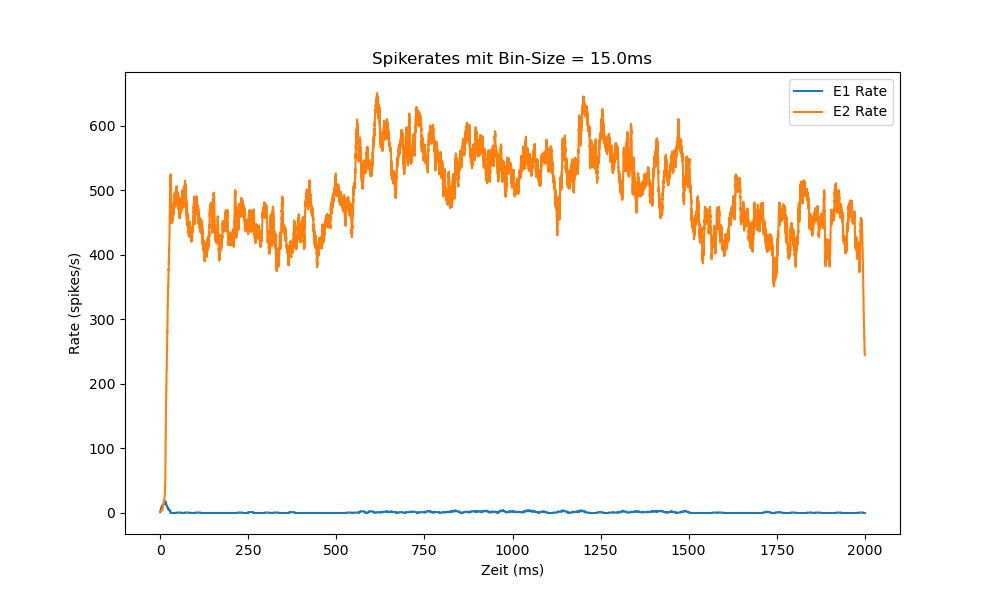 Spikerates mit Bin-Size = 15.0ms
E1 Rate
E2 Rate
Rate (spikes/s)
600
500
400
300
200
100
0
0 250 500 750 1000 1250 1500 1750 2000
Zeit (ms)